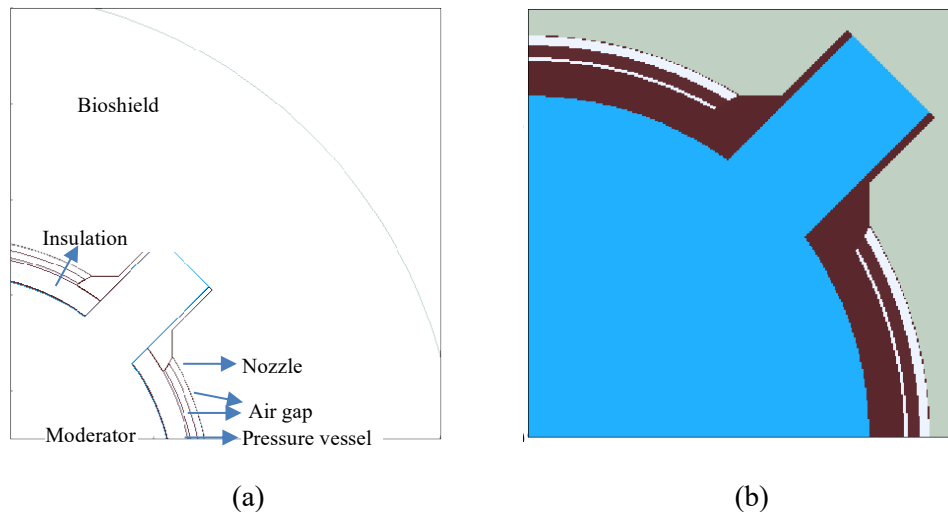 Bioshield
Insulation
Nozzle
Air gap
Moderator
Pressure vessel
(a)
(b)